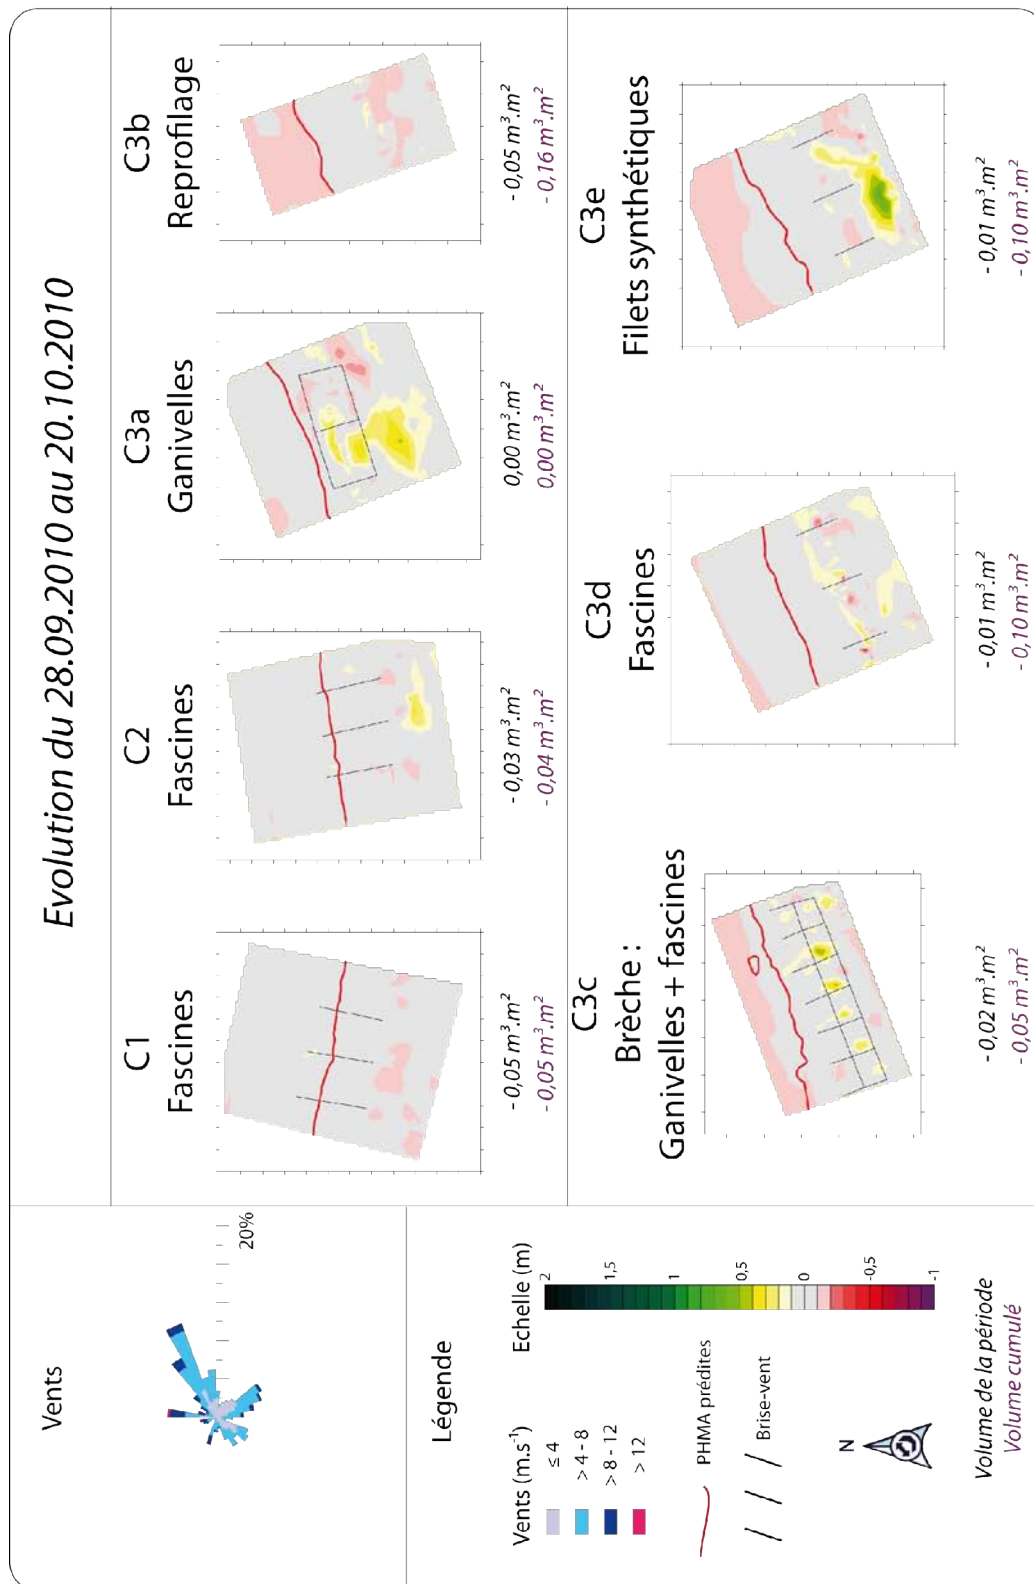 Evolution du 28.09.2010 au 20.10.2010
Vents
20%
C1
Fascines
- 0,05 m³.m²
- 0,05 m³.m²
C2
Fascines
- 0,03 m³.m²
- 0,04 m³.m²
C3a
Ganivelles
0,00 m³.m²
0,00 m³.m²
C3b
Reprofilage
- 0,05 m³.m²
- 0,16 m³.m²
Légende
Vents (m.s⁻¹)
≤ 4
> 4 - 8
> 8 - 12
> 12
Echelle (m)
2
1,5
1
0,5
0
-0,5
-1
PHMA prédites
Brise-vent
N
Volume de la période
Volume cumulé
C3c
Brèche :
Ganivelles + fascines
- 0,02 m³.m²
- 0,05 m³.m²
C3d
Fascines
- 0,01 m³.m²
- 0,10 m³.m²
C3e
Filets synthétiques
- 0,01 m³.m²
- 0,10 m³.m²